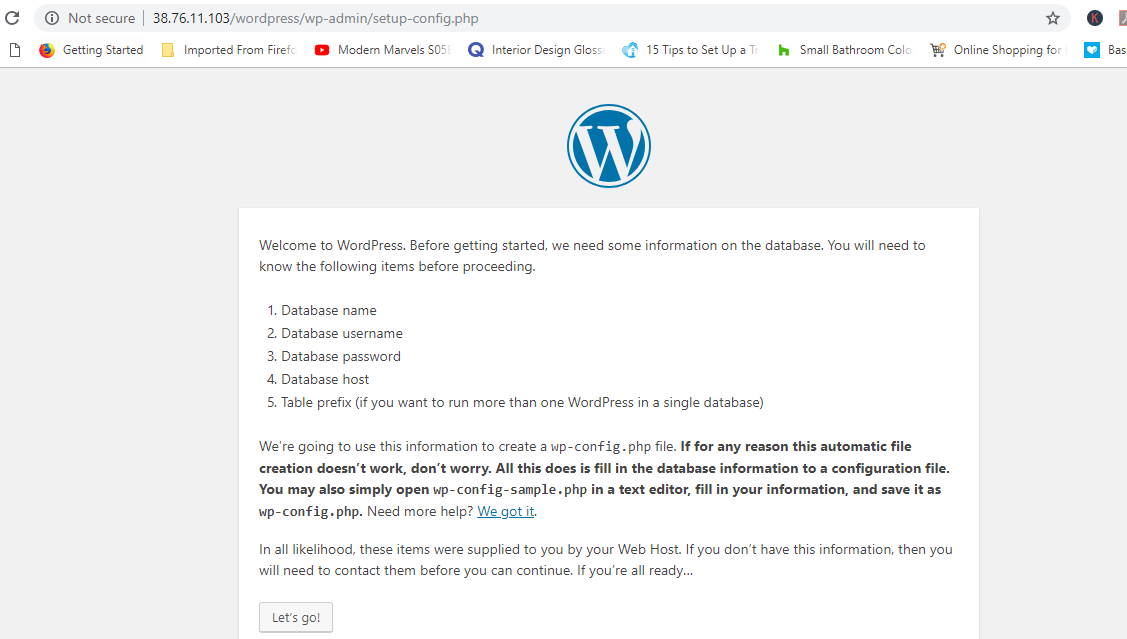 Not secure 38.76.11.103/wordpress/wp-admin/setup-config.php K
Getting Started Imported From Firefo Modern Marvels S05E Interior Design Gloss 15 Tips to Set Up a T Small Bathroom Colo Online Shopping for Bas
W
Welcome to WordPress. Before getting started, we need some information on the database. You will need to
know the following items before proceeding.
1. Database name
2. Database username
3. Database password
4. Database host
5. Table prefix (if you want to run more than one WordPress in a single database)
We’re going to use this information to create a wp-config.php file. If for any reason this automatic file
creation doesn’t work, don’t worry. All this does is fill in the database information to a configuration file.
You may also simply open wp-config-sample.php in a text editor, fill in your information, and save it as
wp-config.php. Need more help? We got it.
In all likelihood, these items were supplied to you by your Web Host. If you don’t have this information, then you
will need to contact them before you can continue. If you’re all ready…
Let’s go!